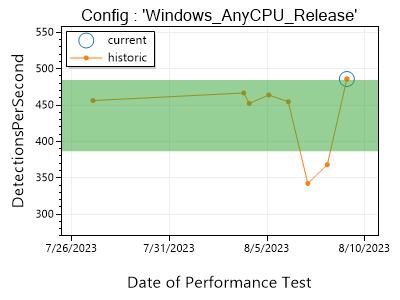 Config : 'Windows_AnyCPU_Release'
current
historic
550
500
450
400
350
300
DetectionsPerSecond
7/26/2023 7/31/2023 8/5/2023 8/10/2023
Date of Performance Test